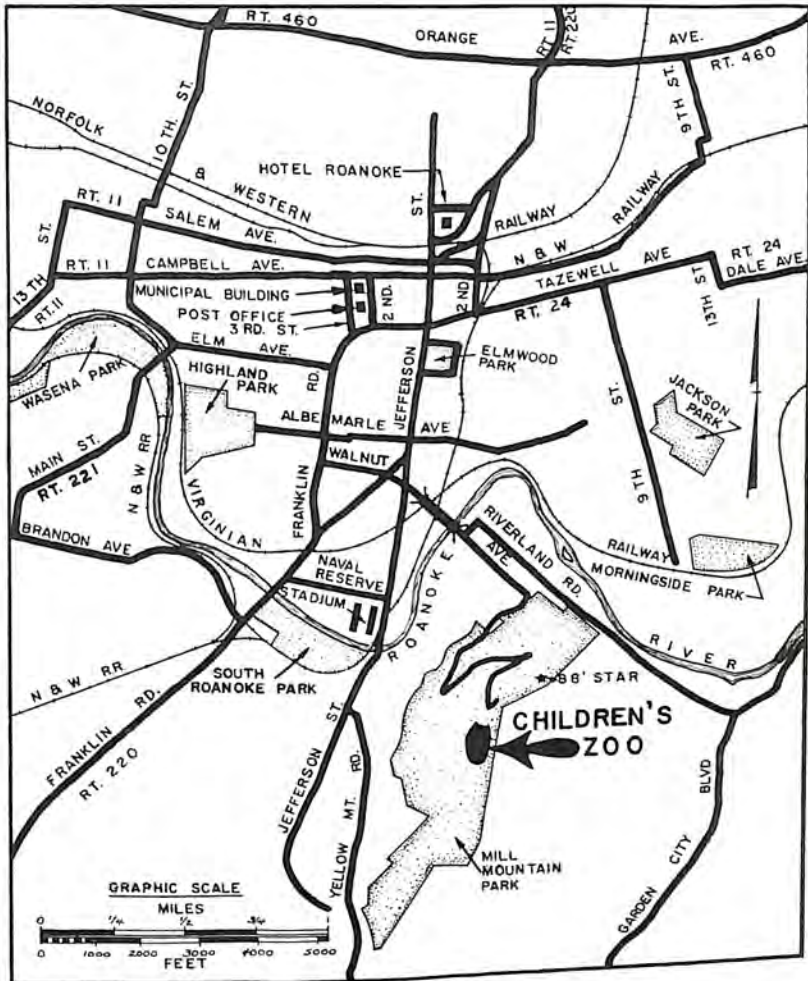 RT. 460
ORANGE AVE.
RT. 460
RT. 11
RT. 220
9TH ST.
10TH. ST.
NORFOLK & WESTERN RAILWAY
HOTEL ROANOKE
N & W RAILWAY
RT. 11
SALEM AVE.
ST.
13TH ST.
RT. 11
CAMPBELL AVE.
TAZEWELL AVE
RT. 24
DALE AVE.
RT. 24
13TH ST.
MUNICIPAL BUILDING
POST OFFICE
3 RD. ST.
2 ND.
2 ND
RT. 11
ELM AVE.
ELMWOOD PARK
WASENA PARK
HIGHLAND PARK
JEFFERSON
JACKSON PARK
ALBEMARLE AVE
WALNUT AVE
9TH ST.
MAIN ST.
RT. 221
N & W RR
VIRGINIAN RAILWAY
FRANKLIN RD.
BRANDON AVE
RIVERLAND RD.
MORNINGSIDE PARK
NAVAL RESERVE
STADJUM
ROANOKE RIVER
SOUTH ROANOKE PARK
N & W RR
88' STAR
CHILDREN'S ZOO
FRANKLIN RD.
RT. 220
JEFFERSON ST.
YELLOW MT. RD.
MILL MOUNTAIN PARK
GARDEN CITY BLVD
GRAPHIC SCALE
MILES
0 1/4 1/2 3/4
0 1000 2000 3000 4000 5000
FEET